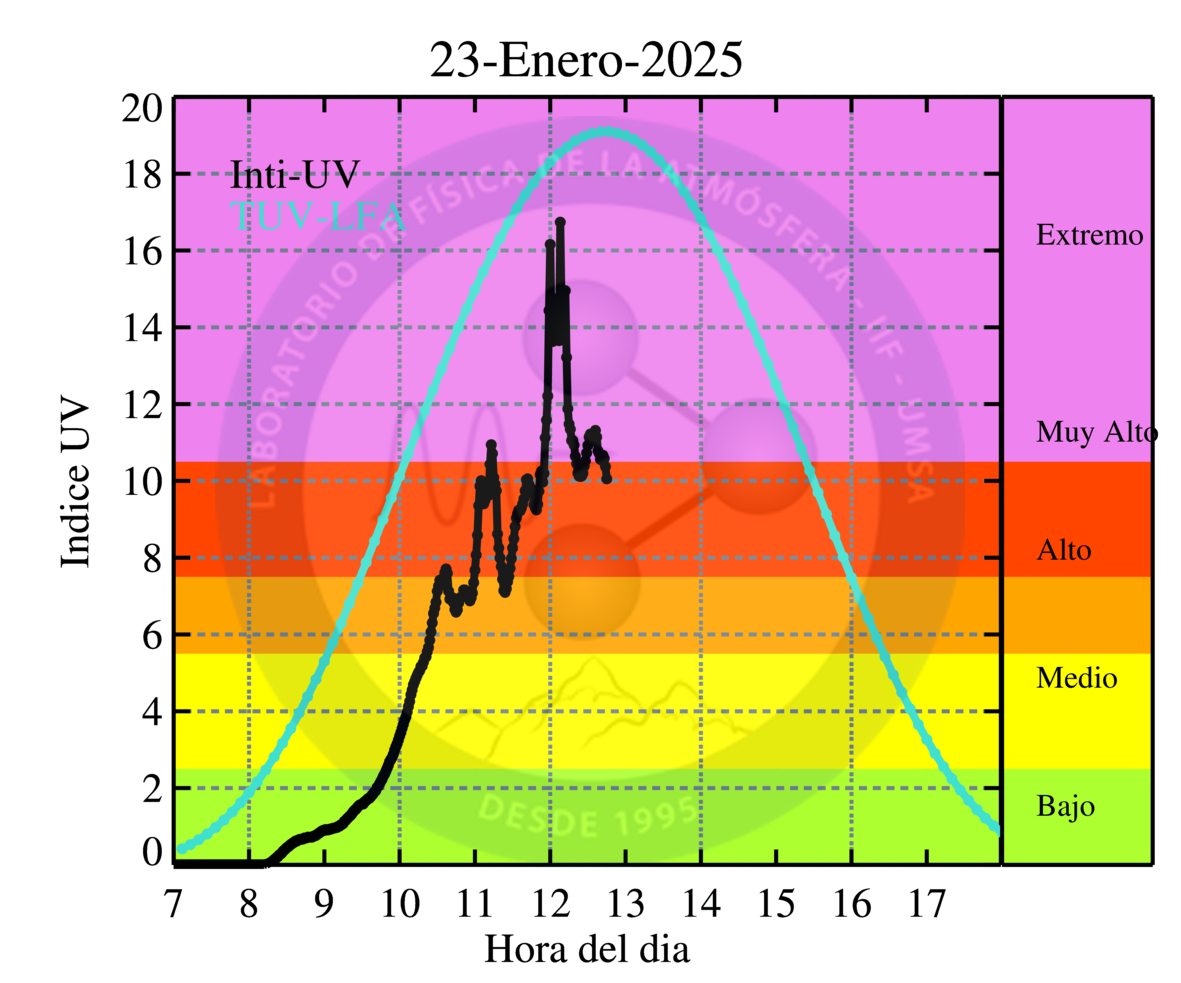 23-Enero-2025
20
18
16
14
12
10
8
6
4
2
0
Indice UV
Inti-UV
TUV-LFA
LABORATORIO DE FÍSICA DE LA ATMÓSFERA - IIF - UMSA
DESDE 1995
Extremo
Muy Alto
Alto
Medio
Bajo
7 8 9 10 11 12 13 14 15 16 17
Hora del dia